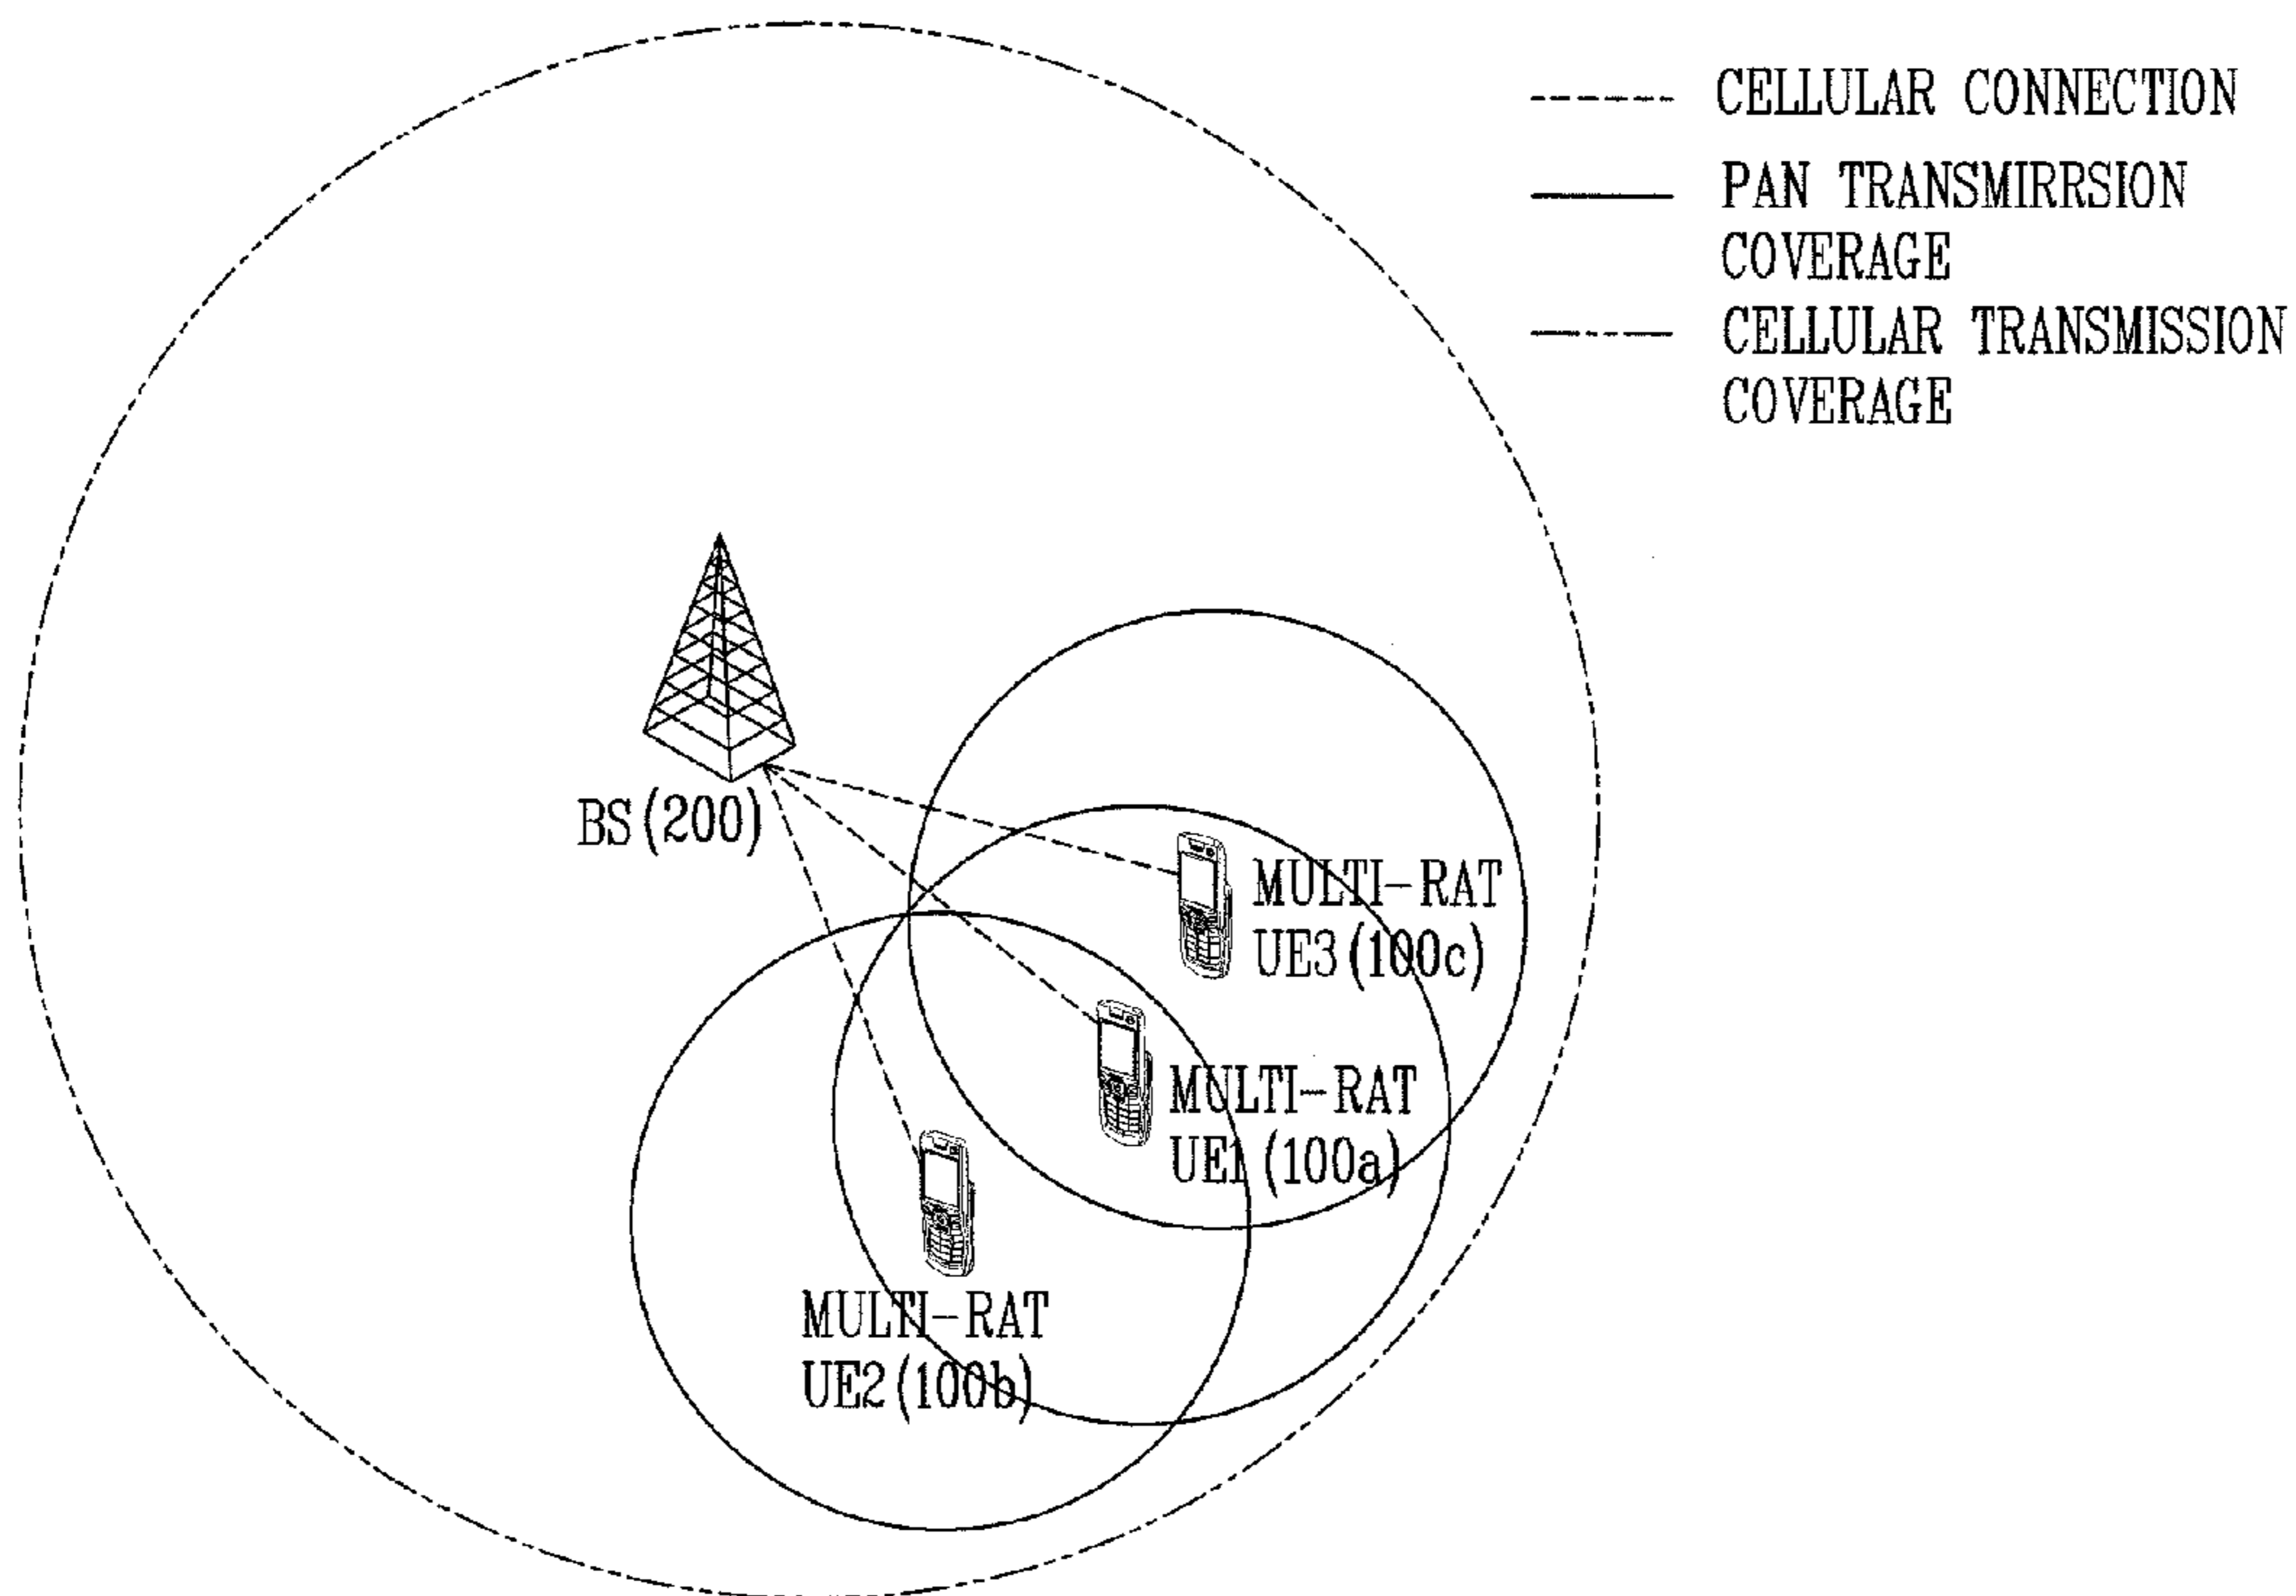 CELLULAR CONNECTION
PAN TRANSMIRRSION
COVERAGE
CELLULAR TRANSMISSION
COVERAGE
BS(200)
MULTI-RAT
UE3(100c)
MULTI-RAT
UE1(100a)
MULTI-RAT
UE2(100b)